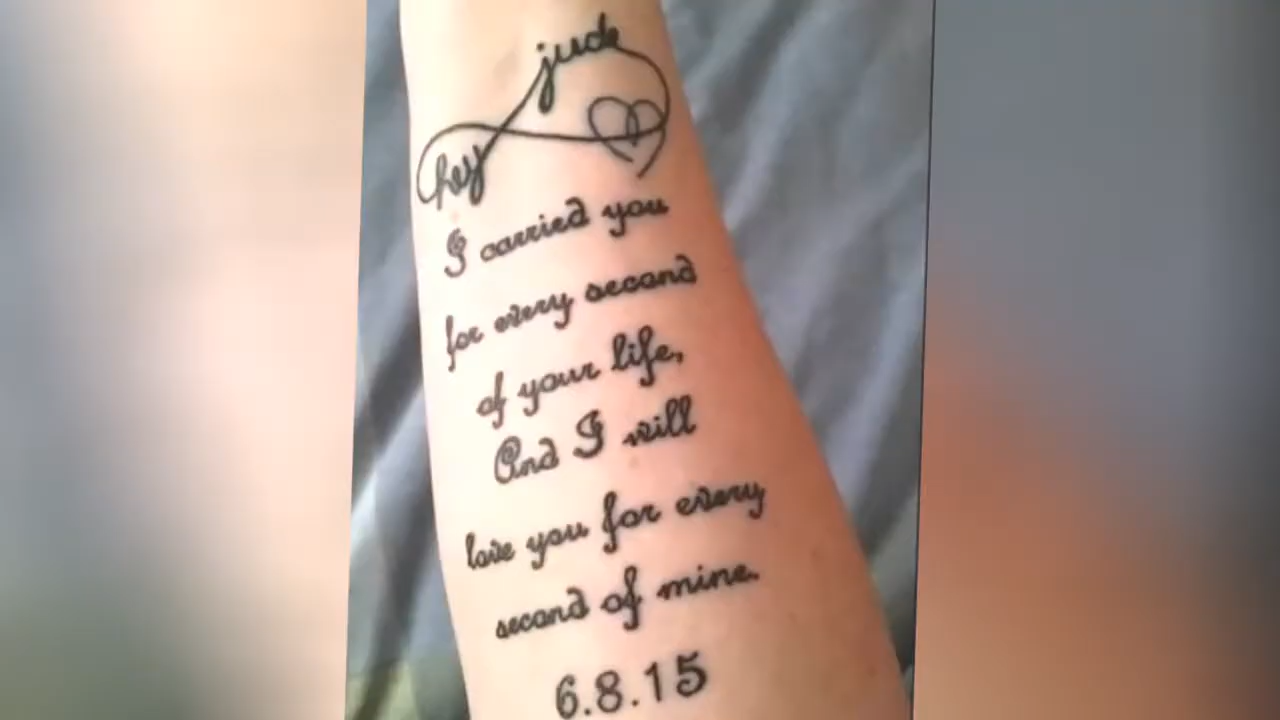 hey jude
I carried you
for every second
of your life,
And I will
love you for every
second of mine.
6.8.15